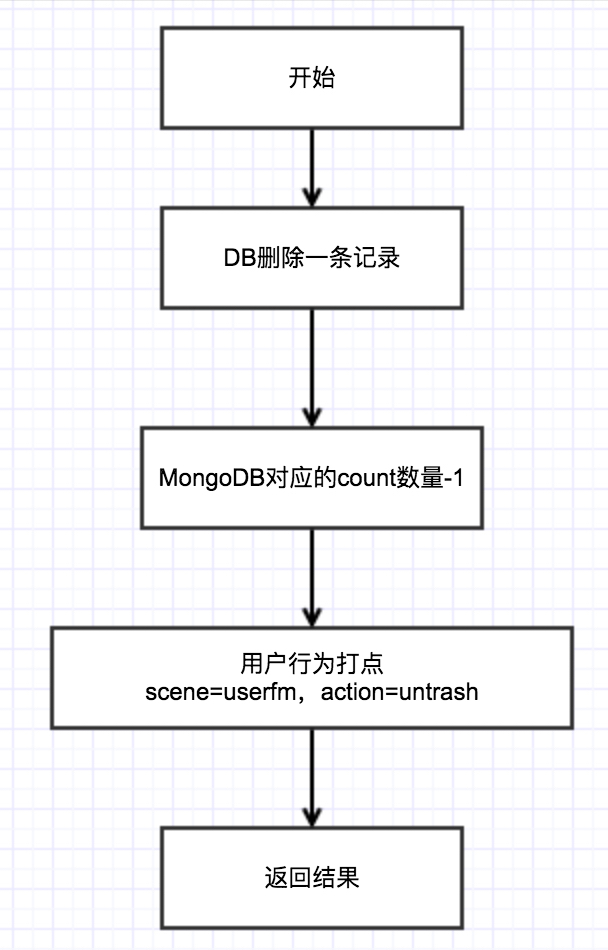 开始
DB删除一条记录
MongoDB对应的count数量-1
用户行为打点
scene=userfm，action=untrash
返回结果